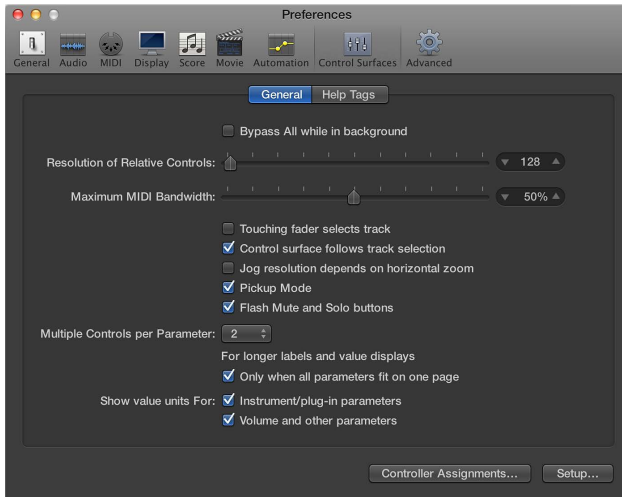 Preferences
General Audio MIDI Display Score Movie Automation Control Surfaces Advanced
General Help Tags
Bypass All while in background
Resolution of Relative Controls: 128
Maximum MIDI Bandwidth: 50%
Touching fader selects track
Control surface follows track selection
Jog resolution depends on horizontal zoom
Pickup Mode
Flash Mute and Solo buttons
Multiple Controls per Parameter: 2
For longer labels and value displays
Only when all parameters fit on one page
Show value units For: Instrument/plug-in parameters
Volume and other parameters
Controller Assignments... Setup...